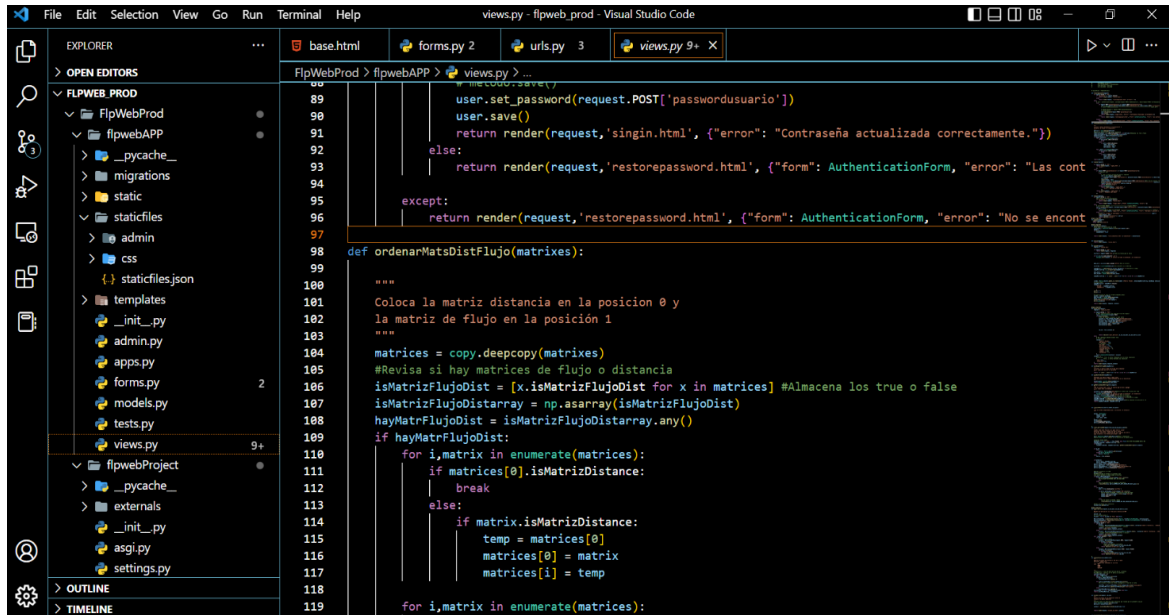 File Edit Selection View Go Run Terminal Help views.py - flpweb_prod - Visual Studio Code
EXPLORER ...
base.html forms.py 2 urls.py 3 views.py 9+
OPEN EDITORS
FlpWebProd > flpwebAPP > views.py > ...
FLPWEB_PROD
FlpWebProd
flpwebAPP
__pycache__
migrations
static
staticfiles
admin
css
{..} staticfiles.json
templates
__init__.py
admin.py
apps.py
forms.py 2
models.py
tests.py
views.py 9+
flpwebProject
__pycache__
externals
__init__.py
asgi.py
settings.py
OUTLINE
TIMELINE
3
88 # metodo.save()
89 user.set_password(request.POST['passwordusuario'])
90 user.save()
91 return render(request,'singin.html', {"error": "Contraseña actualizada correctamente."})
92 else:
93 return render(request,'restorepassword.html', {"form": AuthenticationForm, "error": "Las cont
94
95 except:
96 return render(request,'restorepassword.html', {"form": AuthenticationForm, "error": "No se encont
97
98 def ordenarMatsDistFlujo(matrixes):
99
100 """
101 Coloca la matriz distancia en la posicion 0 y
102 la matriz de flujo en la posición 1
103 """
104 matrices = copy.deepcopy(matrixes)
105 #Revisa si hay matrices de flujo o distancia
106 isMatrizFlujoDist = [x.isMatrizFlujoDist for x in matrices] #Almacena los true o false
107 isMatrizFlujoDistarray = np.asarray(isMatrizFlujoDist)
108 hayMatrFlujoDist = isMatrizFlujoDistarray.any()
109 if hayMatrFlujoDist:
110 for i,matrix in enumerate(matrices):
111 if matrices[0].isMatrizDistance:
112 break
113 else:
114 if matrix.isMatrizDistance:
115 temp = matrices[0]
116 matrices[0] = matrix
117 matrices[i] = temp
118
119 for i,matrix in enumerate(matrices):